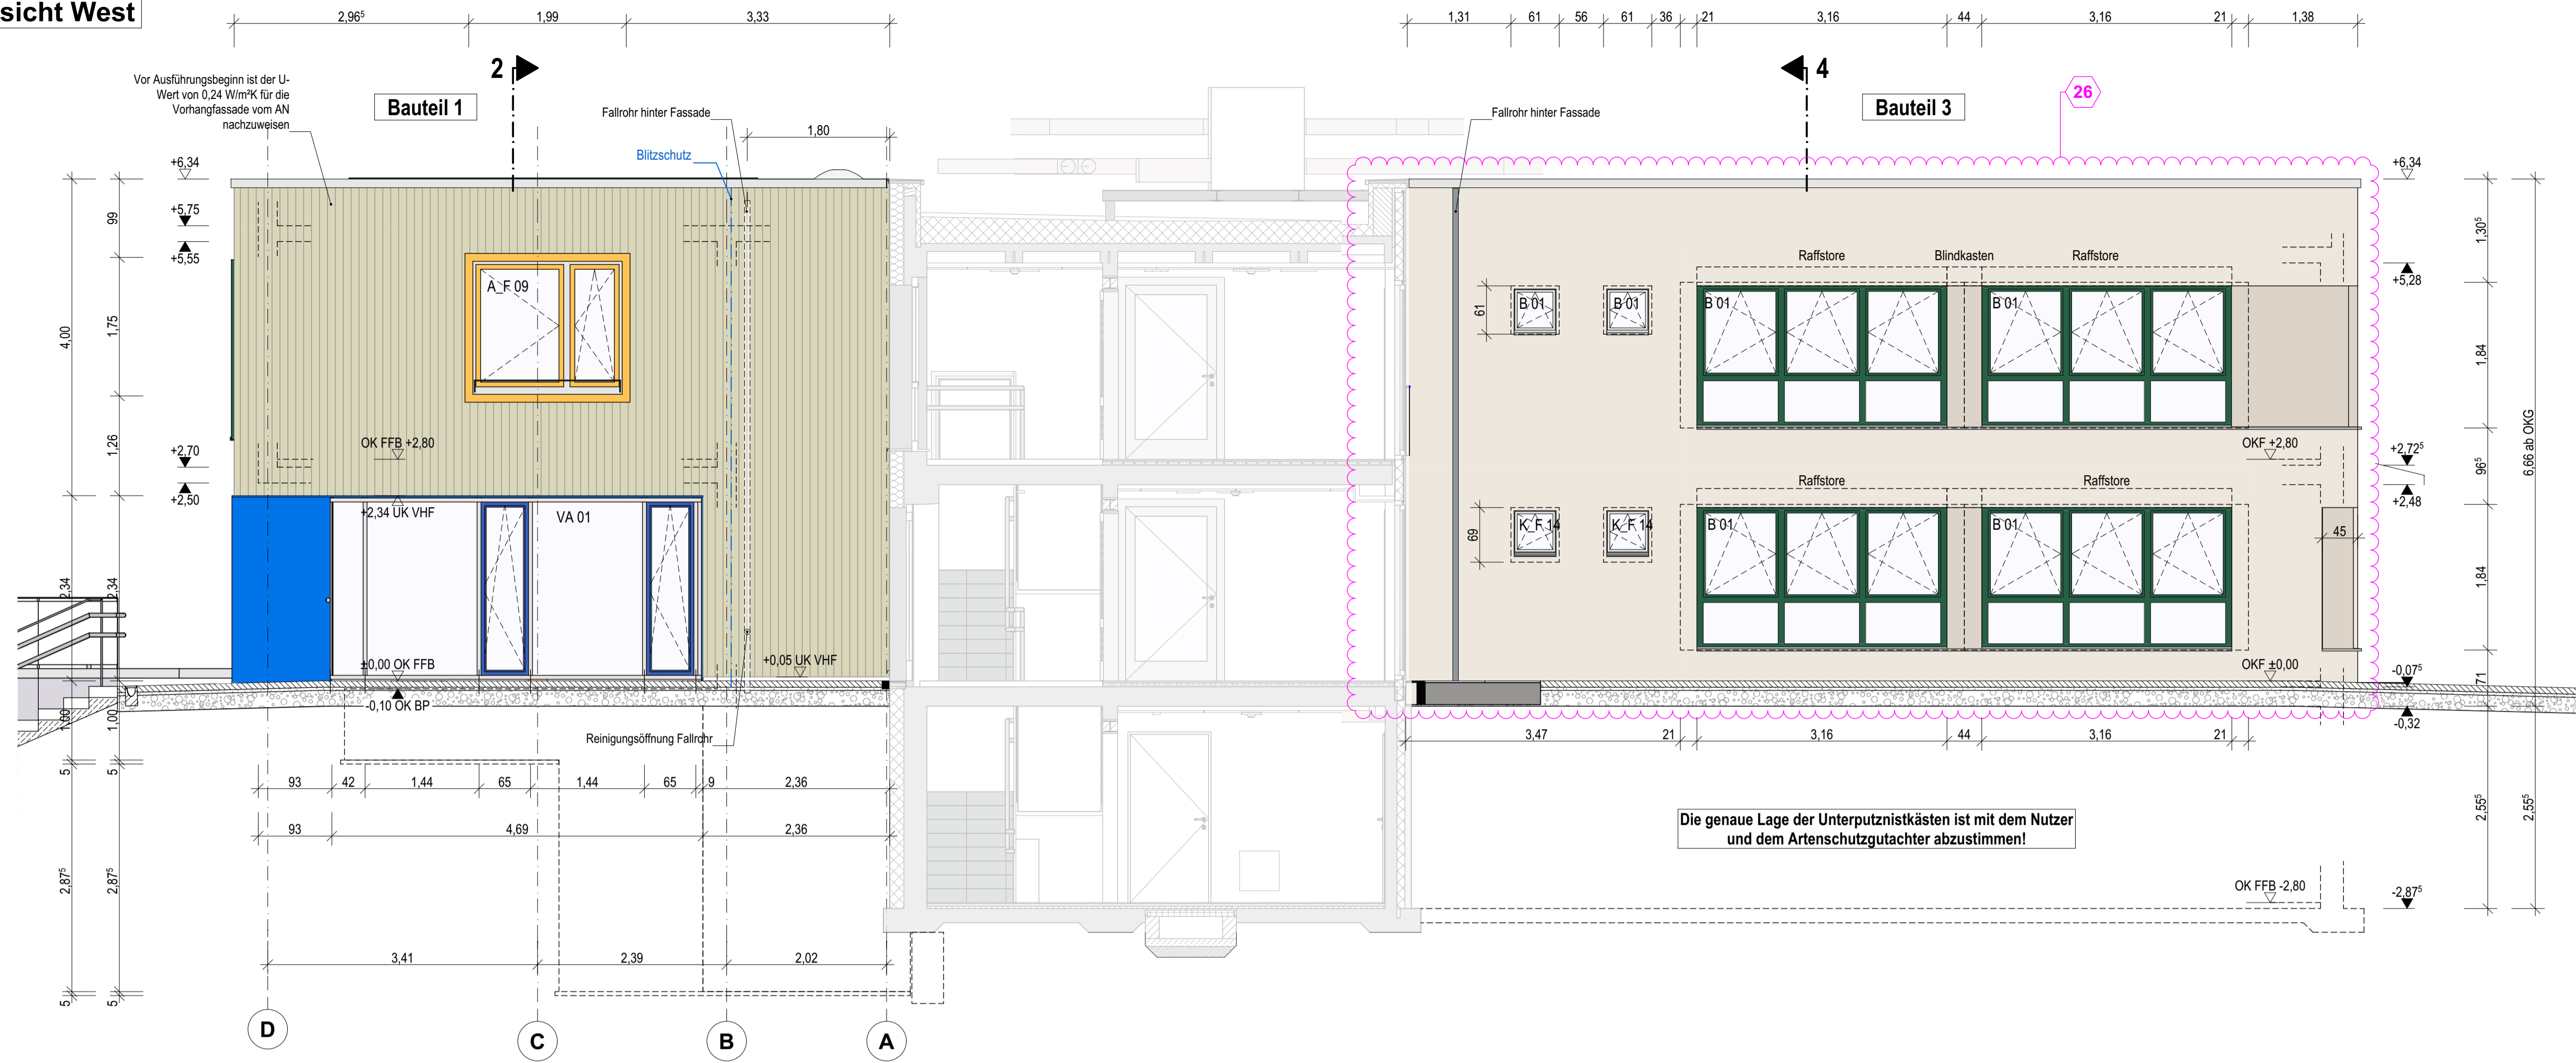 sicht West
2,96⁵
1,99
3,33
1,31
61
56
61
36
21
3,16
44
3,16
21
1,38
2
4
26
Vor Ausführungsbeginn ist der U-
Wert von 0,24 W/m²K für die
Vorhangfassade vom AN
nachzuweisen
Bauteil 1
Fallrohr hinter Fassade
1,80
Blitzschutz
Fallrohr hinter Fassade
Bauteil 3
+6,34
+5,75
+5,55
+2,70
+2,50
99
1,75
1,26
4,00
2,34
2,34
1,00
1,00
5
5
2,87⁵
2,87⁵
5
5
A_F 09
OK FFB +2,80
+2,34 UK VHF
VA 01
±0,00 OK FFB
-0,10 OK BP
+0,05 UK VHF
Reinigungsöffnung Fallrohr
93
42
1,44
65
1,44
65
9
2,36
93
4,69
2,36
3,41
2,39
2,02
D
C
B
A
Raffstore
Blindkasten
Raffstore
61
B 01
B 01
B 01
B 01
OKF +2,80
Raffstore
Raffstore
69
K_F 14
K_F 14
B 01
B 01
45
OKF ±0,00
3,47
21
3,16
44
3,16
21
+6,34
+5,28
+2,72⁵
+2,48
-0,07⁵
-0,32
-2,87⁵
1,30⁵
1,84
96⁵
1,84
71
2,55⁵
6,66 ab OKG
2,55⁵
Die genaue Lage der Unterputznistkästen ist mit dem Nutzer
und dem Artenschutzgutachter abzustimmen!
OK FFB -2,80